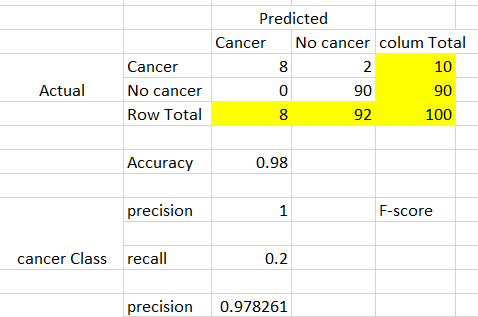 Predicted
Cancer No cancer colum Total
Cancer 8 2 10
Actual No cancer 0 90 90
Row Total 8 92 100
Accuracy 0.98
precision 1 F-score
cancer Class recall 0.2
precision 0.978261